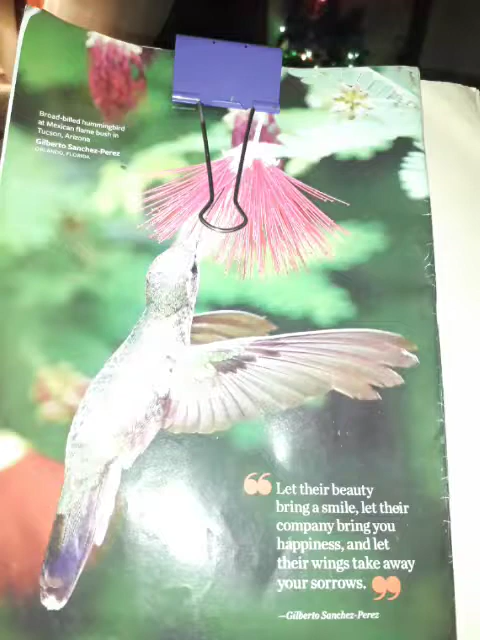 Broad-billed hummingbird
at Mexican flame bush in
Tucson, Arizona
Gilberto Sanchez-Perez
ORLANDO, FLORIDA
“ Let their beauty
bring a smile, let their
company bring you
happiness, and let
their wings take away
your sorrows. ”
—Gilberto Sanchez-Perez